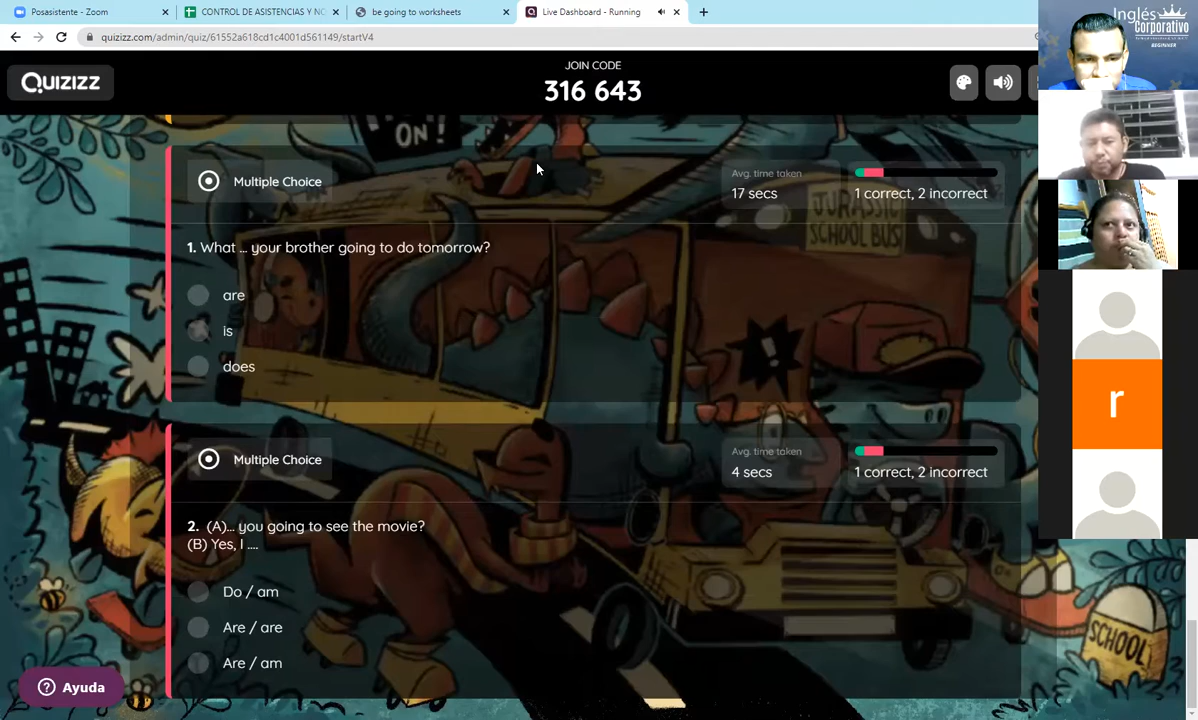 Posasistente - Zoom
CONTROL DE ASISTENCIAS Y NO
be going to worksheets
Live Dashboard - Running
quizizz.com/admin/quiz/61552a618cd1c4001d561149/startV4
Inglés
Corporativo
BEGINNER
QUIZIZZ
JOIN CODE
316 643
ON!
Multiple Choice
Avg. time taken
17 secs
1 correct, 2 incorrect
JURASSIC
SCHOOL BUS
1. What ... your brother going to do tomorrow?
are
is
does
!
r
Multiple Choice
Avg. time taken
4 secs
1 correct, 2 incorrect
2. (A)... you going to see the movie?
(B) Yes, I ....
Do / am
Are / are
Are / am
SCHOOL
Ayuda